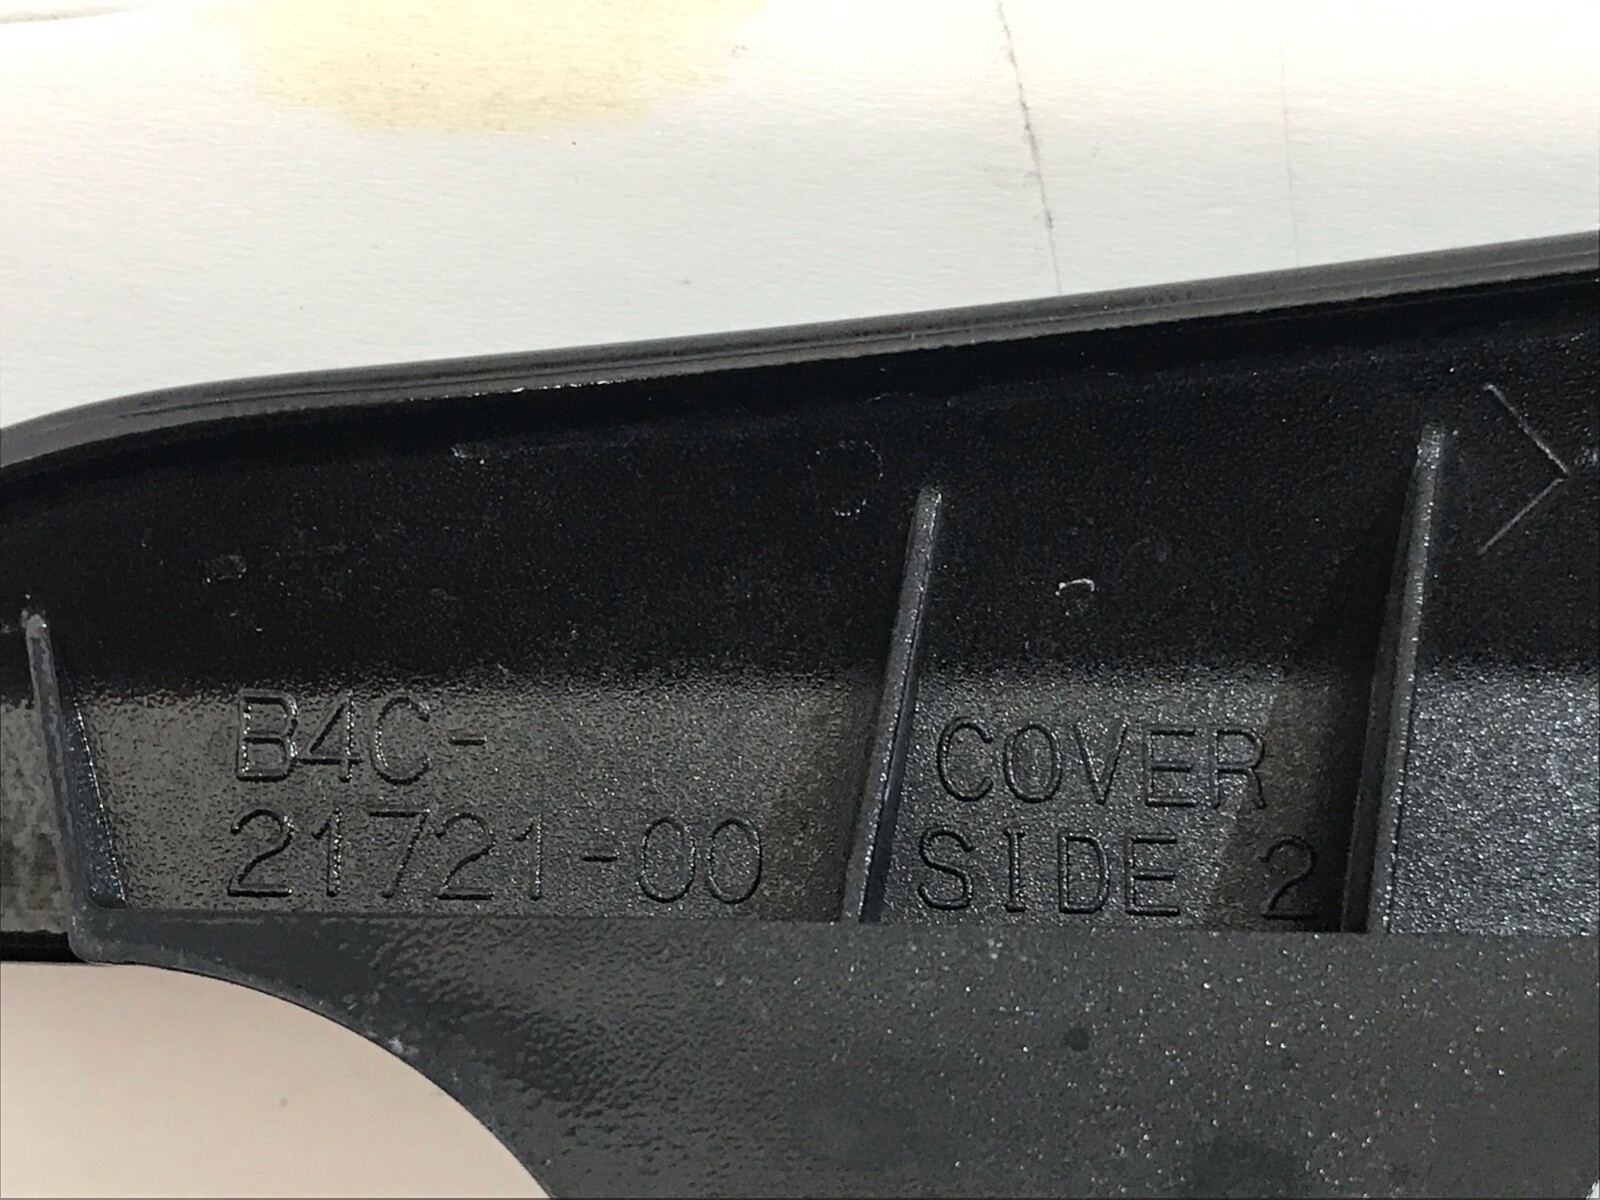 B4C-
21721-00
COVER
SIDE 2